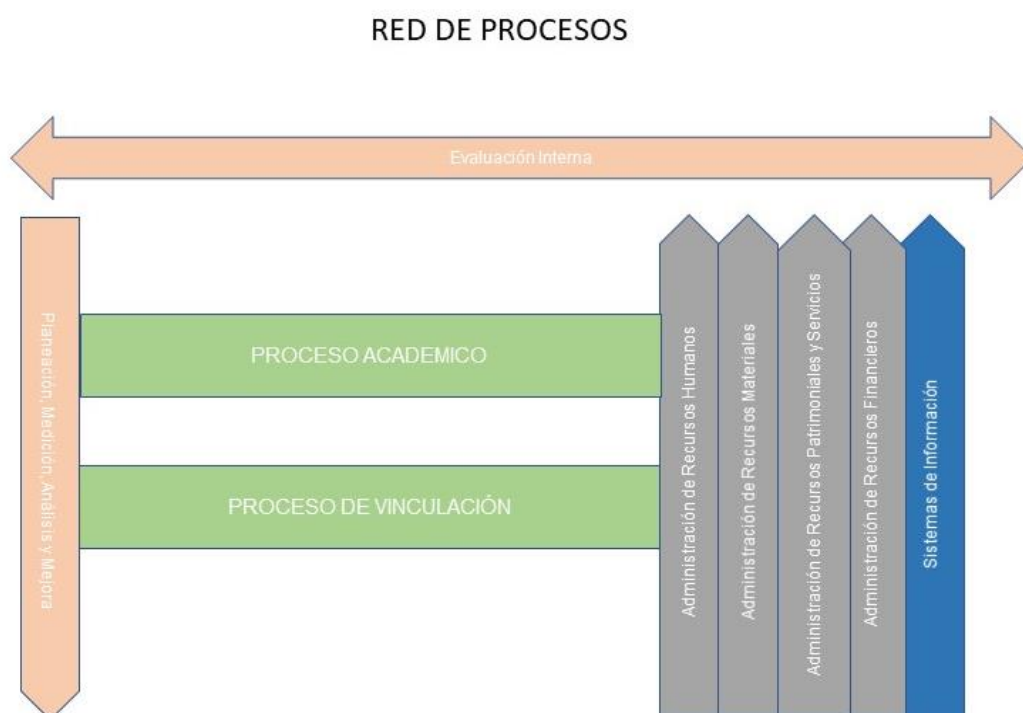 RED DE PROCESOS
Evaluación Interna
Planeación, Medición, Análisis y Mejora
PROCESO ACADEMICO
PROCESO DE VINCULACIÓN
Administración de Recursos Humanos
Administración de Recursos Materiales
Administración de Recursos Patrimoniales y Servicios
Administración de Recursos Financieros
Sistemas de Información